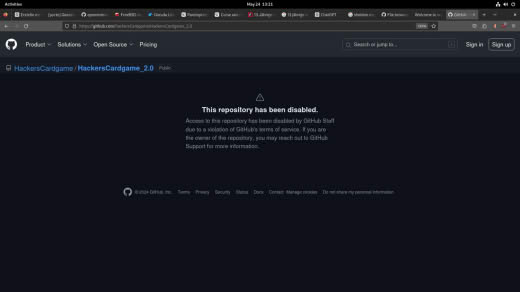 Activities
May 24 13:21
https://github.com/HackersCardgame/HackersCardgame_2.0
Product
Solutions
Open Source
Pricing
Search or jump to...
Sign in
Sign up
HackersCardgame / HackersCardgame_2.0
Public
This repository has been disabled.
Access to this repository has been disabled by GitHub Staff
due to a violation of GitHub's terms of service. If you are
the owner of the repository, you may reach out to GitHub
Support for more information.
© 2024 GitHub, Inc. Terms Privacy Security Status Docs Contact Manage cookies Do not share my personal information